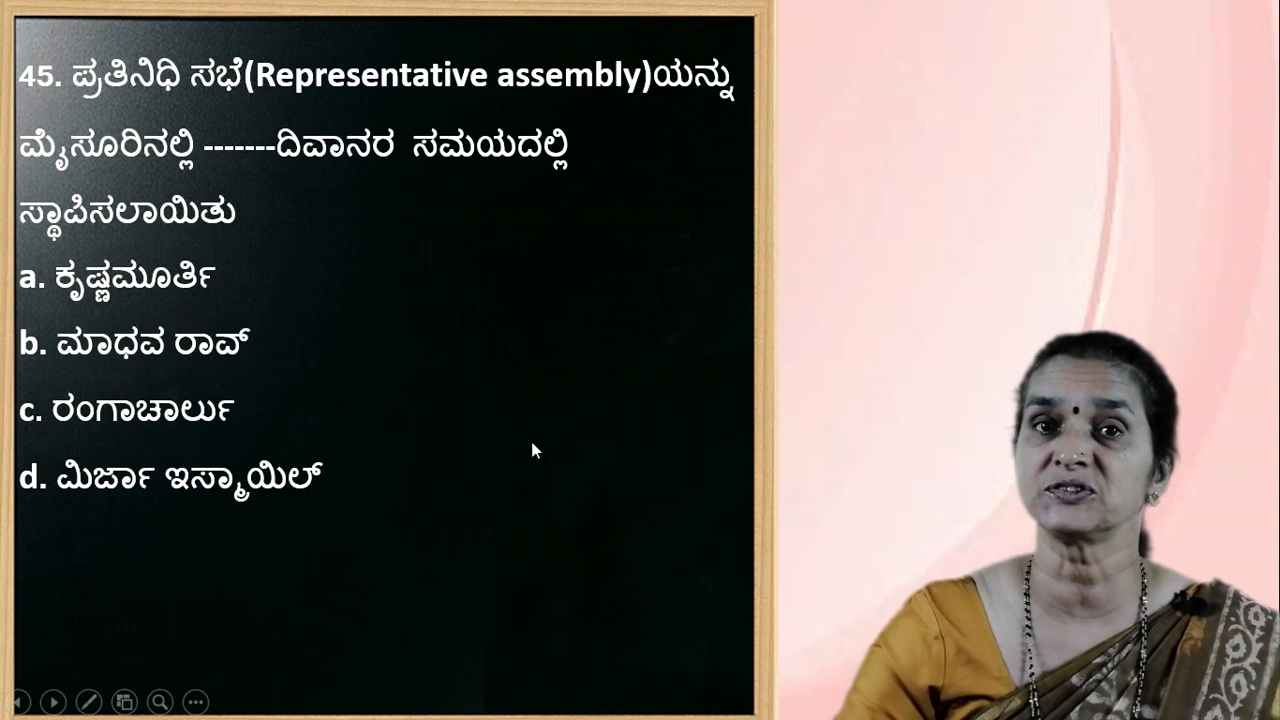 45. ಪ್ರತಿನಿಧಿ ಸಭೆ(Representative assembly)ಯನ್ನು
ಮೈಸೂರಿನಲ್ಲಿ -------ದಿವಾನರ ಸಮಯದಲ್ಲಿ
ಸ್ಥಾಪಿಸಲಾಯಿತು
a. ಕೃಷ್ಣಮೂರ್ತಿ
b. ಮಾಧವ ರಾವ್
c. ರಂಗಾಚಾರ್ಲು
d. ಮಿರ್ಜಾ ಇಸ್ಮಾಯಿಲ್